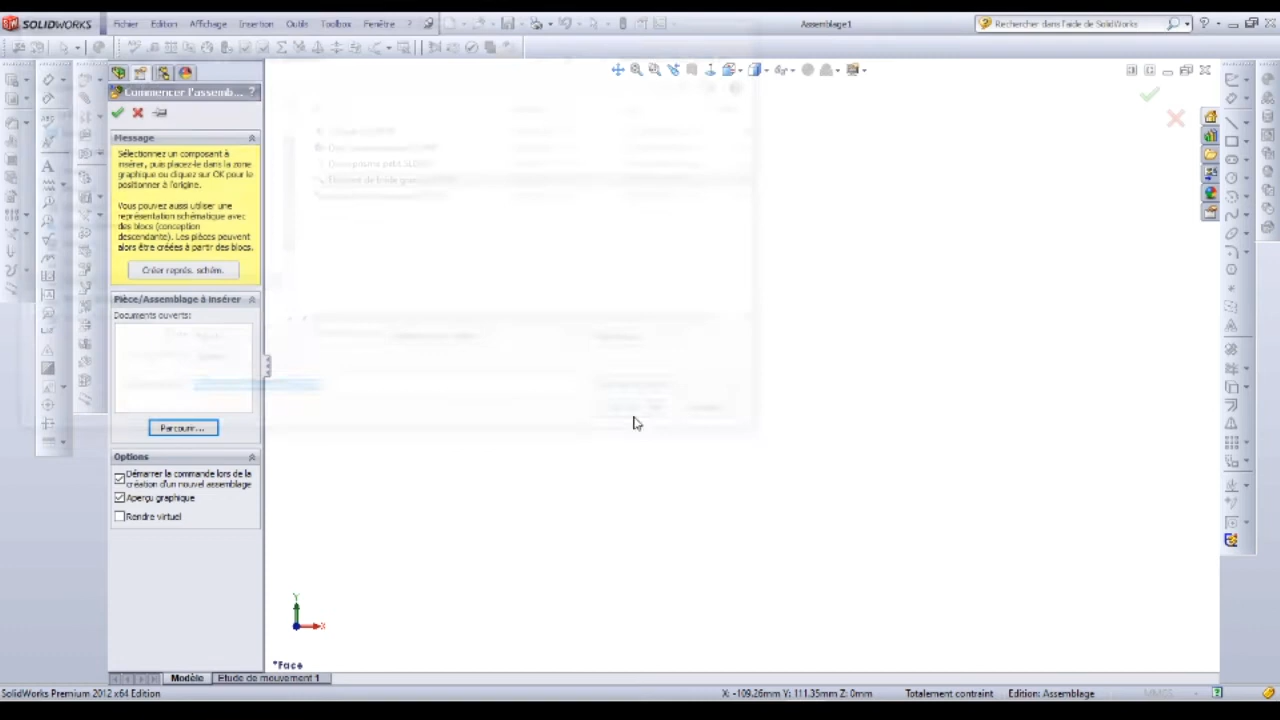 SOLIDWORKS
Fichier Edition Affichage Insertion Outils Toolbox Fenêtre ?
Assemblage1
Rechercher dans l'aide de SolidWorks
Commencer l'assemb... ?
Message
Sélectionnez un composant à
insérer, puis placez-le dans la zone
graphique ou cliquez sur OK pour le
positionner à l'origine.
Vous pouvez aussi utiliser une
représentation schématique avec
des blocs (conception
descendante). Les pièces peuvent
alors être créées à partir des blocs.
Créer représ. schém.
Pièce/Assemblage à insérer
Documents ouverts:
Parcourir...
Options
Démarrer la commande lors de la
création d'un nouvel assemblage
Aperçu graphique
Rendre virtuel
Y
X
*Face
Modèle Etude de mouvement 1
SolidWorks Premium 2012 x64 Edition
X: -109.26mm Y: 111.35mm Z: 0mm Totalement contraint Edition: Assemblage MMGS